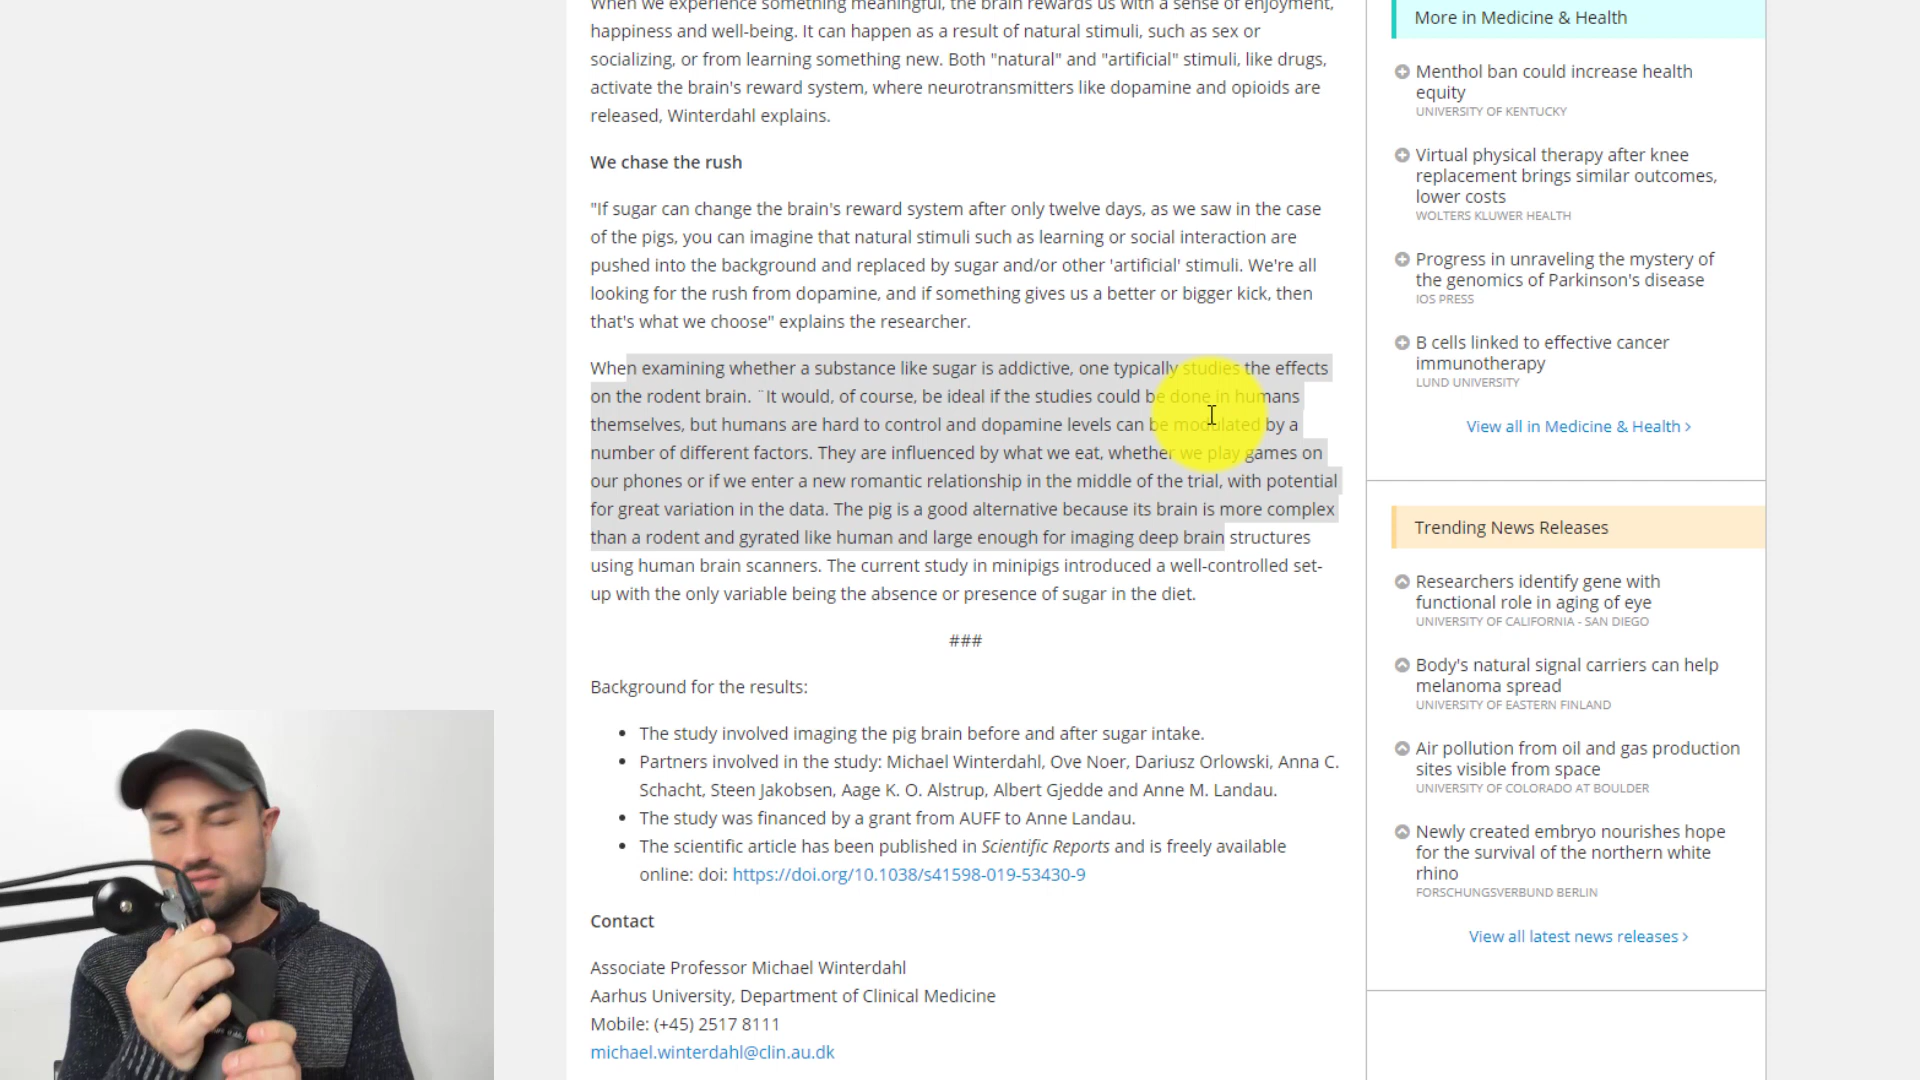 When we experience something meaningful, the brain rewards us with a sense of enjoyment,
happiness and well-being. It can happen as a result of natural stimuli, such as sex or
socializing, or from learning something new. Both "natural" and "artificial" stimuli, like drugs,
activate the brain's reward system, where neurotransmitters like dopamine and opioids are
released, Winterdahl explains.
We chase the rush
"If sugar can change the brain's reward system after only twelve days, as we saw in the case
of the pigs, you can imagine that natural stimuli such as learning or social interaction are
pushed into the background and replaced by sugar and/or other 'artificial' stimuli. We're all
looking for the rush from dopamine, and if something gives us a better or bigger kick, then
that's what we choose" explains the researcher.
When examining whether a substance like sugar is addictive, one typically studies the effects
on the rodent brain. ¨It would, of course, be ideal if the studies could be done in humans
themselves, but humans are hard to control and dopamine levels can be modulated by a
number of different factors. They are influenced by what we eat, whether we play games on
our phones or if we enter a new romantic relationship in the middle of the trial, with potential
for great variation in the data. The pig is a good alternative because its brain is more complex
than a rodent and gyrated like human and large enough for imaging deep brain structures
using human brain scanners. The current study in minipigs introduced a well-controlled set-
up with the only variable being the absence or presence of sugar in the diet.
###
Background for the results:
• The study involved imaging the pig brain before and after sugar intake.
• Partners involved in the study: Michael Winterdahl, Ove Noer, Dariusz Orlowski, Anna C.
Schacht, Steen Jakobsen, Aage K. O. Alstrup, Albert Gjedde and Anne M. Landau.
• The study was financed by a grant from AUFF to Anne Landau.
• The scientific article has been published in Scientific Reports and is freely available
online: doi: https://doi.org/10.1038/s41598-019-53430-9
Contact
Associate Professor Michael Winterdahl
Aarhus University, Department of Clinical Medicine
Mobile: (+45) 2517 8111
michael.winterdahl@clin.au.dk
More in Medicine & Health
Menthol ban could increase health
equity
UNIVERSITY OF KENTUCKY
Virtual physical therapy after knee
replacement brings similar outcomes,
lower costs
WOLTERS KLUWER HEALTH
Progress in unraveling the mystery of
the genomics of Parkinson's disease
IOS PRESS
B cells linked to effective cancer
immunotherapy
LUND UNIVERSITY
View all in Medicine & Health >
Trending News Releases
Researchers identify gene with
functional role in aging of eye
UNIVERSITY OF CALIFORNIA - SAN DIEGO
Body's natural signal carriers can help
melanoma spread
UNIVERSITY OF EASTERN FINLAND
Air pollution from oil and gas production
sites visible from space
UNIVERSITY OF COLORADO AT BOULDER
Newly created embryo nourishes hope
for the survival of the northern white
rhino
FORSCHUNGSVERBUND BERLIN
View all latest news releases >